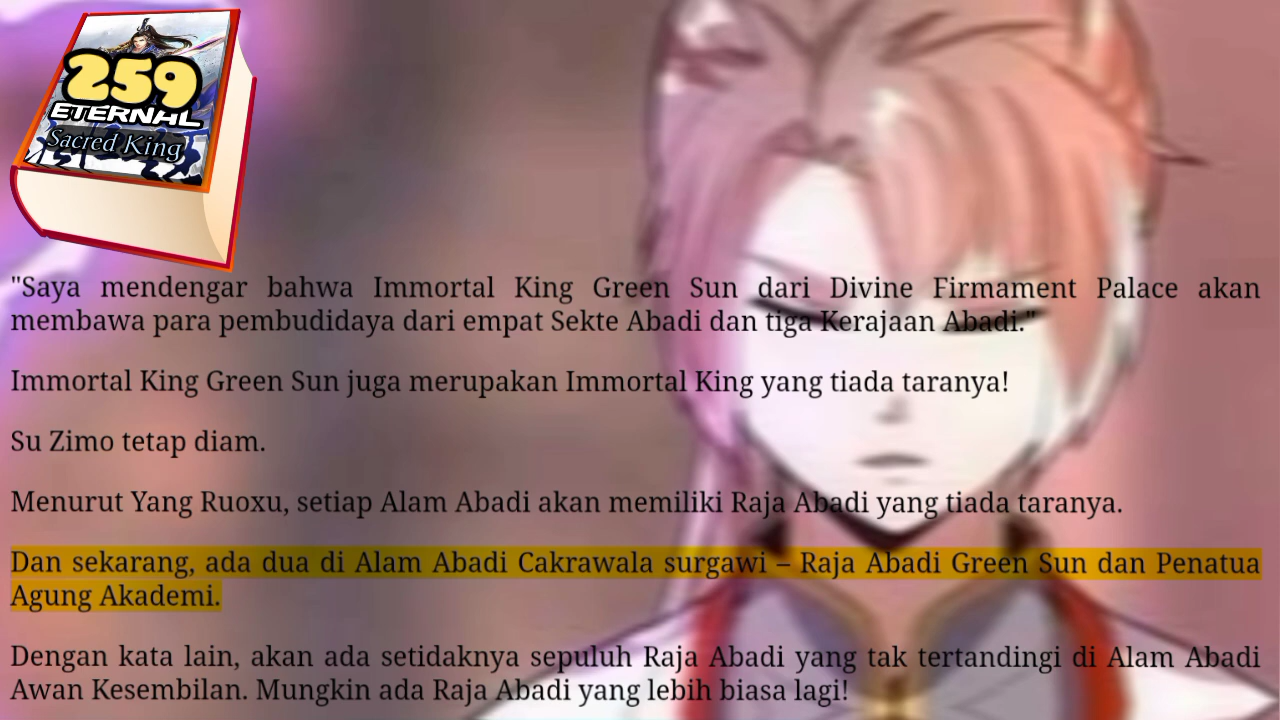 259
ETERNAL
Sacred King
"Saya mendengar bahwa Immortal King Green Sun dari Divine Firmament Palace akan
membawa para pembudidaya dari empat Sekte Abadi dan tiga Kerajaan Abadi."
Immortal King Green Sun juga merupakan Immortal King yang tiada taranya!
Su Zimo tetap diam.
Menurut Yang Ruoxu, setiap Alam Abadi akan memiliki Raja Abadi yang tiada taranya.
Dan sekarang, ada dua di Alam Abadi Cakrawala surgawi – Raja Abadi Green Sun dan Penatua
Agung Akademi.
Dengan kata lain, akan ada setidaknya sepuluh Raja Abadi yang tak tertandingi di Alam Abadi
Awan Kesembilan. Mungkin ada Raja Abadi yang lebih biasa lagi!